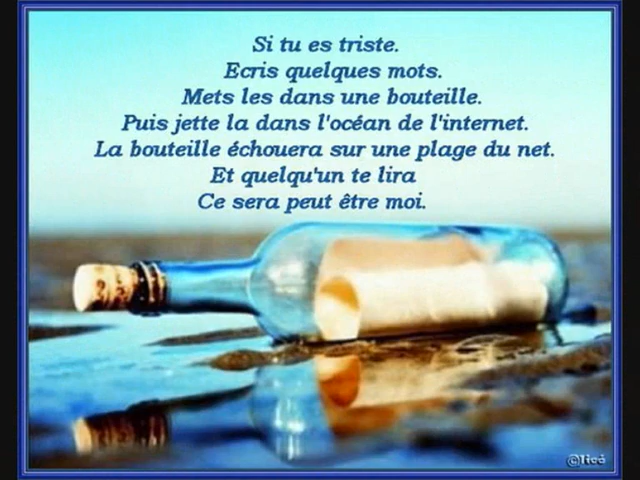 Si tu es triste.
Ecris quelques mots.
Mets les dans une bouteille.
Puis jette la dans l'océan de l'internet.
La bouteille échouera sur une plage du net.
Et quelqu'un te lira
Ce sera peut être moi.